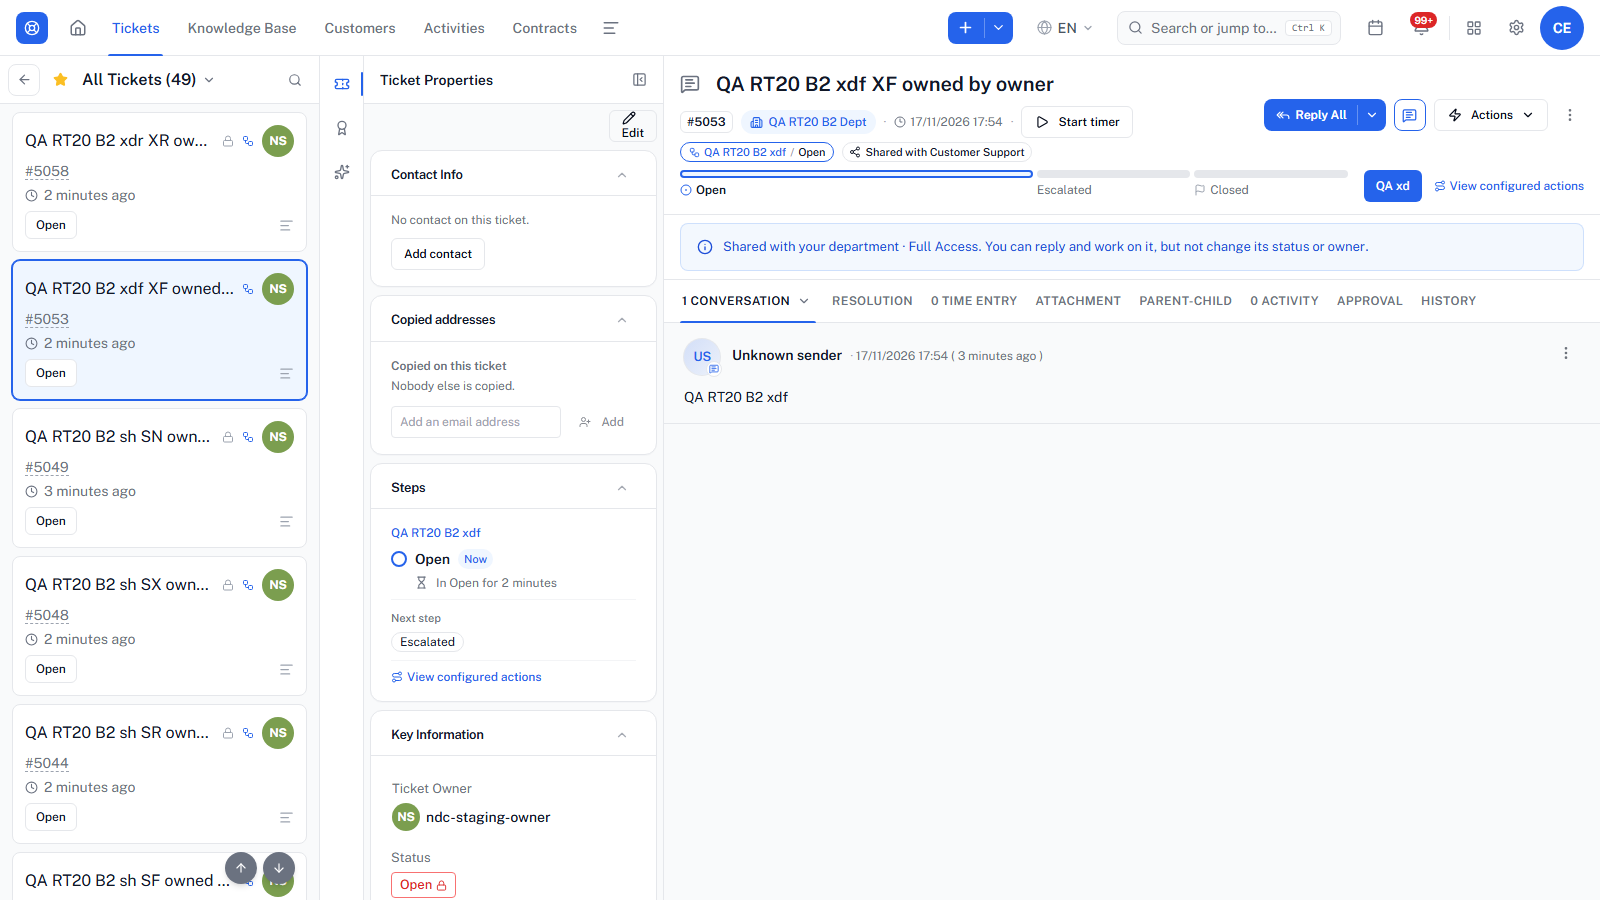 Tickets
Knowledge Base
Customers
Activities
Contracts
EN
Search or jump to...
Ctrl K
99+
CE
All Tickets (49)
QA RT20 B2 xdr XR ow...
NS
#5058
2 minutes ago
Open
QA RT20 B2 xdf XF owned...
NS
#5053
2 minutes ago
Open
QA RT20 B2 sh SN own...
NS
#5049
3 minutes ago
Open
QA RT20 B2 sh SX own...
NS
#5048
2 minutes ago
Open
QA RT20 B2 sh SR own...
NS
#5044
2 minutes ago
Open
QA RT20 B2 sh SF owned ...
Ticket Properties
Edit
Contact Info
No contact on this ticket.
Add contact
Copied addresses
Copied on this ticket
Nobody else is copied.
Add an email address
Add
Steps
QA RT20 B2 xdf
Open
Now
In Open for 2 minutes
Next step
Escalated
View configured actions
Key Information
Ticket Owner
NS
ndc-staging-owner
Status
Open
QA RT20 B2 xdf XF owned by owner
#5053
QA RT20 B2 Dept
· 17/11/2026 17:54 ·
Start timer
Reply All
Actions
QA RT20 B2 xdf / Open
Shared with Customer Support
Open
Escalated
Closed
QA xd
View configured actions
Shared with your department · Full Access. You can reply and work on it, but not change its status or owner.
1 CONVERSATION
RESOLUTION
0 TIME ENTRY
ATTACHMENT
PARENT-CHILD
0 ACTIVITY
APPROVAL
HISTORY
US
Unknown sender
· 17/11/2026 17:54 ( 3 minutes ago )
QA RT20 B2 xdf